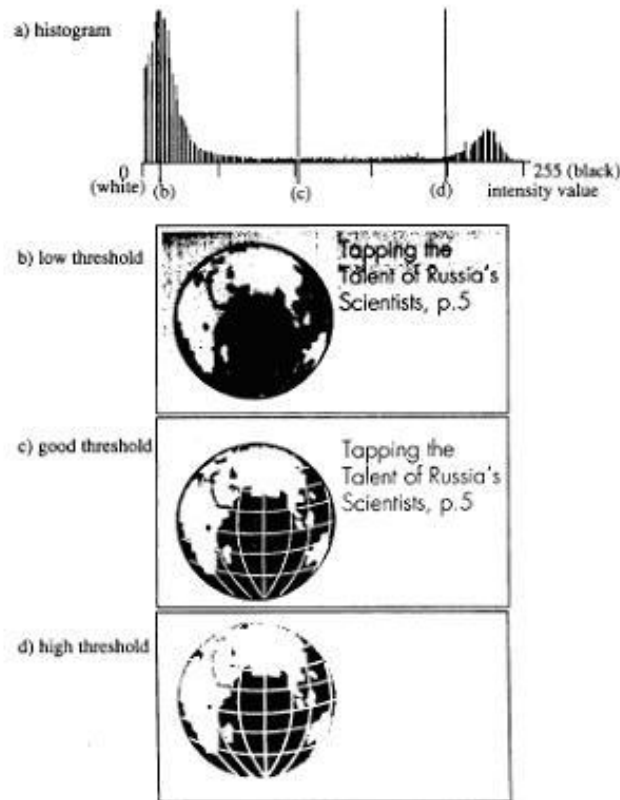 a) histogram
0
255 (black)
(white)
(b)
(c)
(d)
intensity value
b) low threshold
Tapping the
Talent of Russia's
Scientists, p.5
c) good threshold
Tapping the
Talent of Russia's
Scientists, p.5
d) high threshold